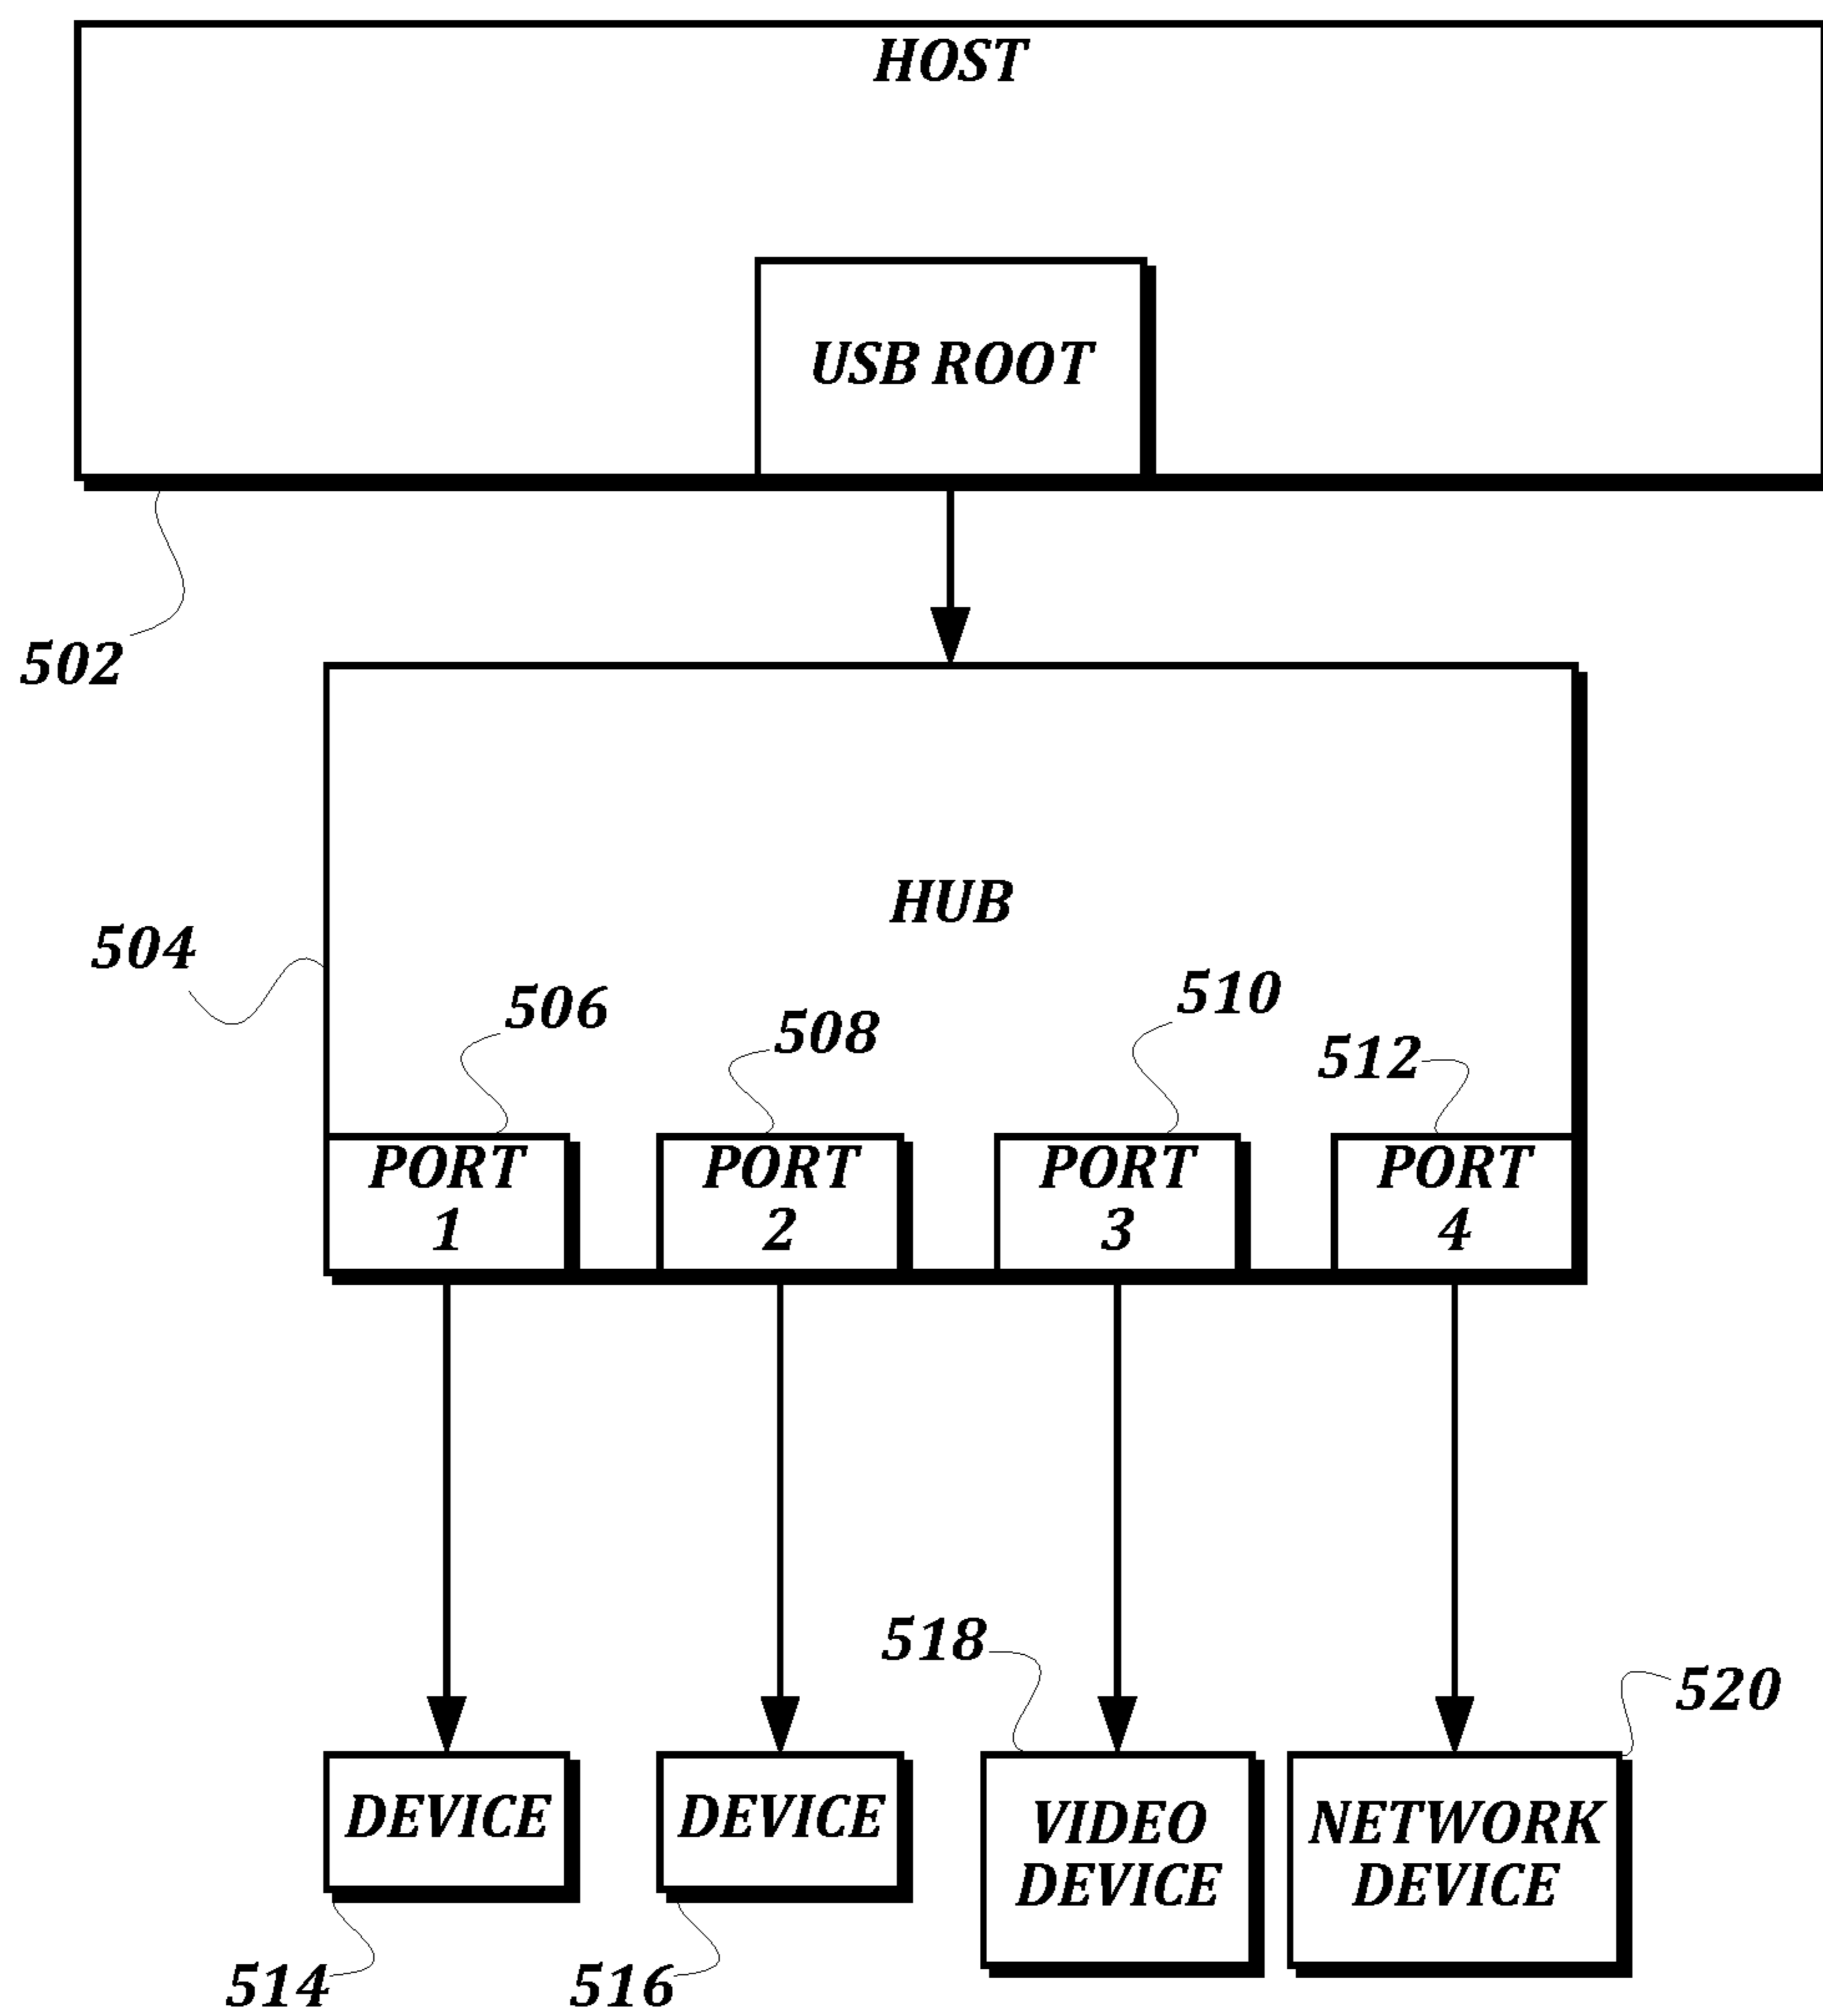 HOST
USB ROOT
502
HUB
504
506
508
510
512
PORT
1
PORT
2
PORT
3
PORT
4
518
520
DEVICE
DEVICE
VIDEO
DEVICE
NETWORK
DEVICE
514
516